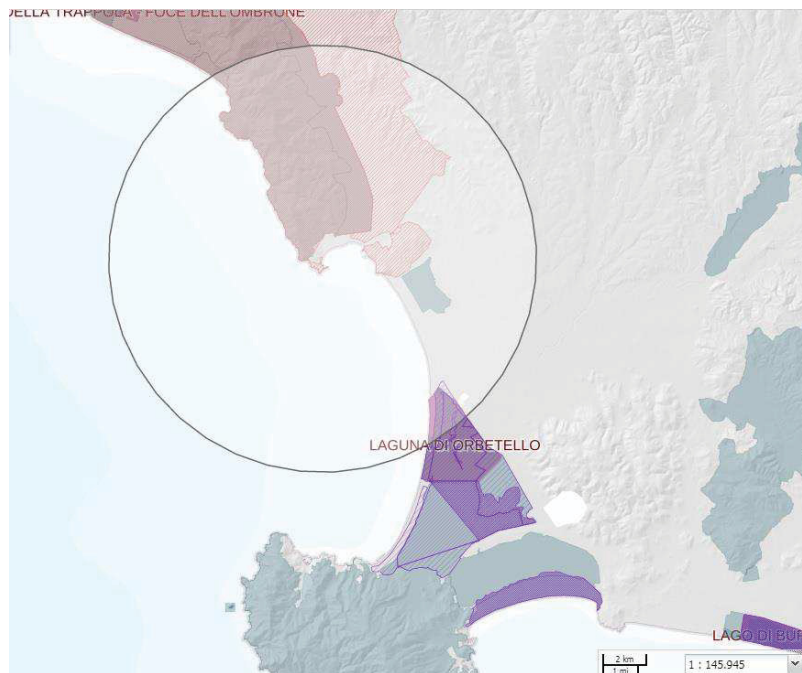 DELLA TRAPPOLA - FOCE DELL'OMBRONE
LAGUNA DI ORBETELLO
LAGO DI BUR
2 km
1 mi
1 : 145.945